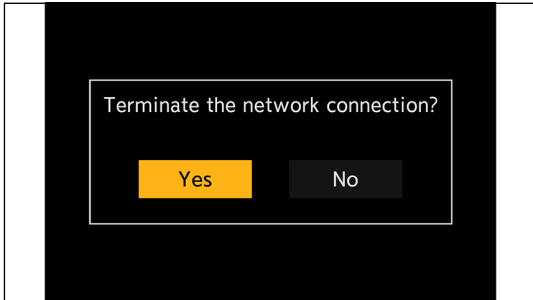 Terminate the network connection?
Yes No